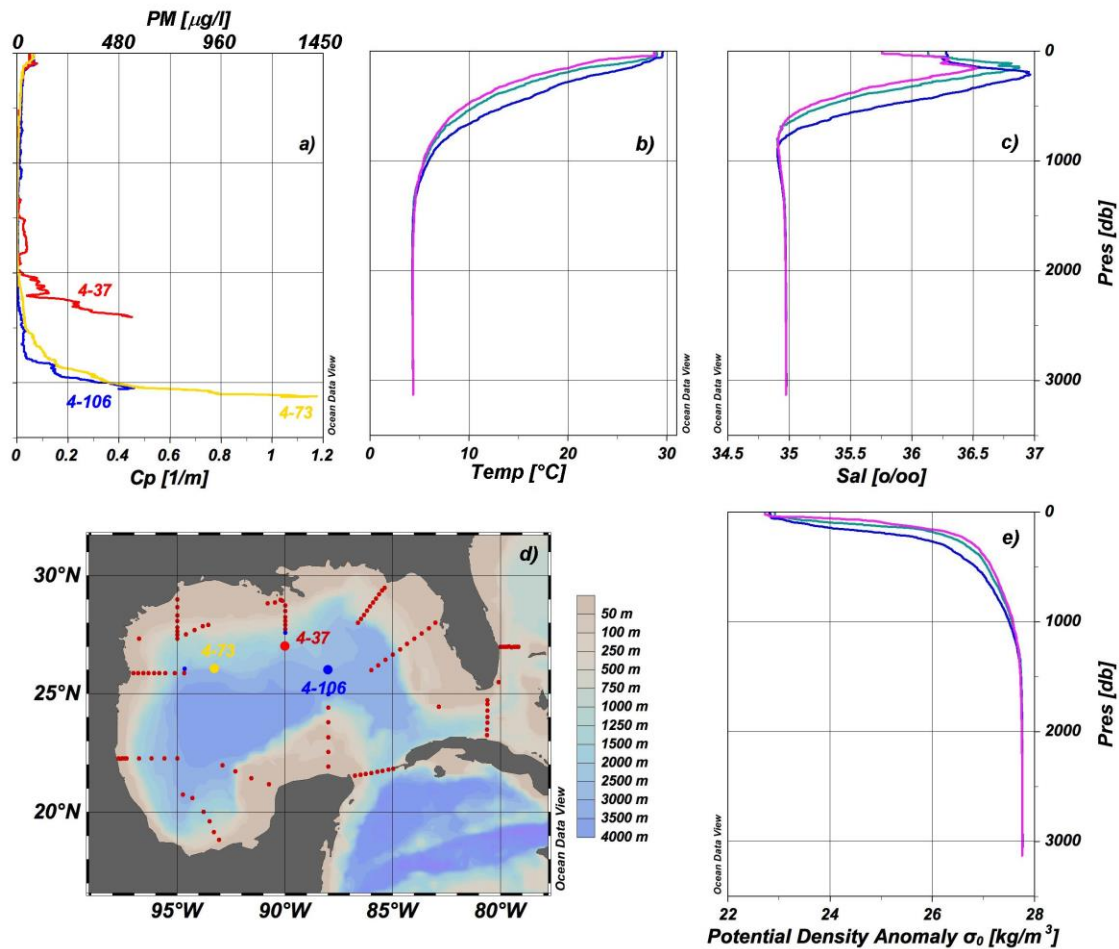 PM [µg/l]
0 480 960 1450
a)
4-37
4-106
4-73
0 0.2 0.4 0.6 0.8 1 1.2
Cp [1/m]
Ocean Data View
b)
0 10 20 30
Temp [°C]
Ocean Data View
c)
0
1000
2000
3000
Pres [db]
34.5 35 35.5 36 36.5 37
Sal [o/oo]
Ocean Data View
d)
30°N
25°N
20°N
95°W 90°W 85°W 80°W
4-37
4-73
4-106
50 m
100 m
250 m
500 m
750 m
1000 m
1250 m
1500 m
2000 m
2500 m
3000 m
3500 m
4000 m
Ocean Data View
e)
0
1000
2000
3000
Pres [db]
22 24 26 28
Potential Density Anomaly σ₀ [kg/m³]
Ocean Data View